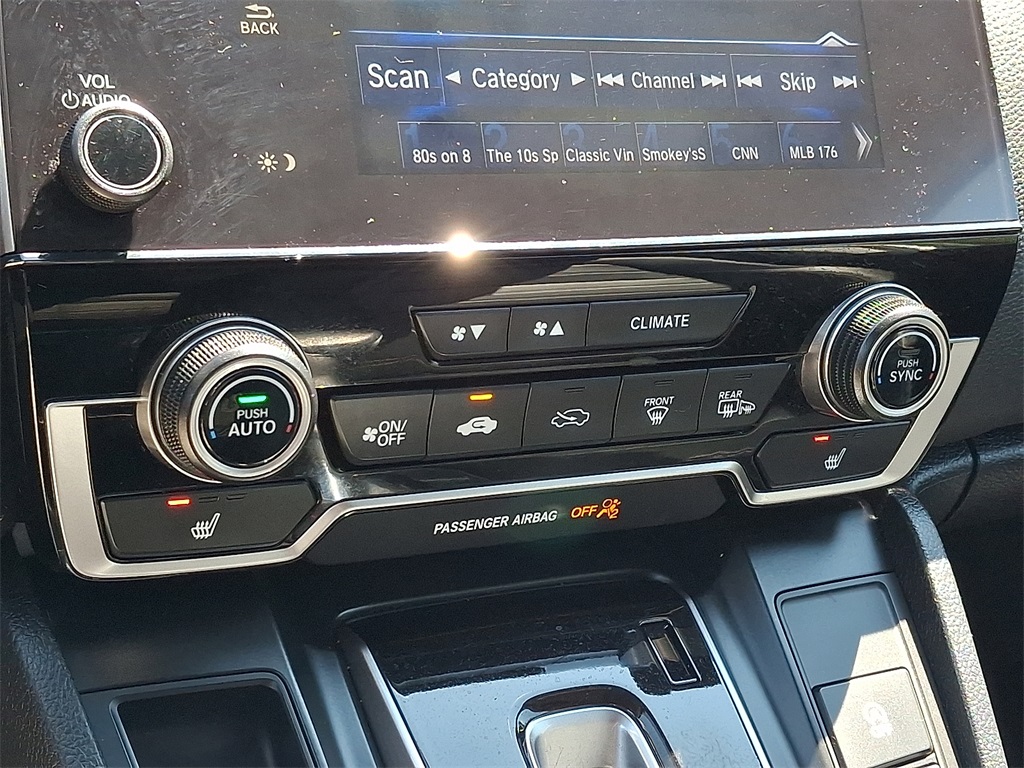 BACK
VOL
AUDIO
Scan
Category
Channel
Skip
1 80s on 8
2 The 10s Sp
3 Classic Vin
4 Smokey'sS
5 CNN
6 MLB 176
CLIMATE
PUSH
AUTO
PUSH
SYNC
ON/
OFF
FRONT
REAR
PASSENGER AIRBAG OFF